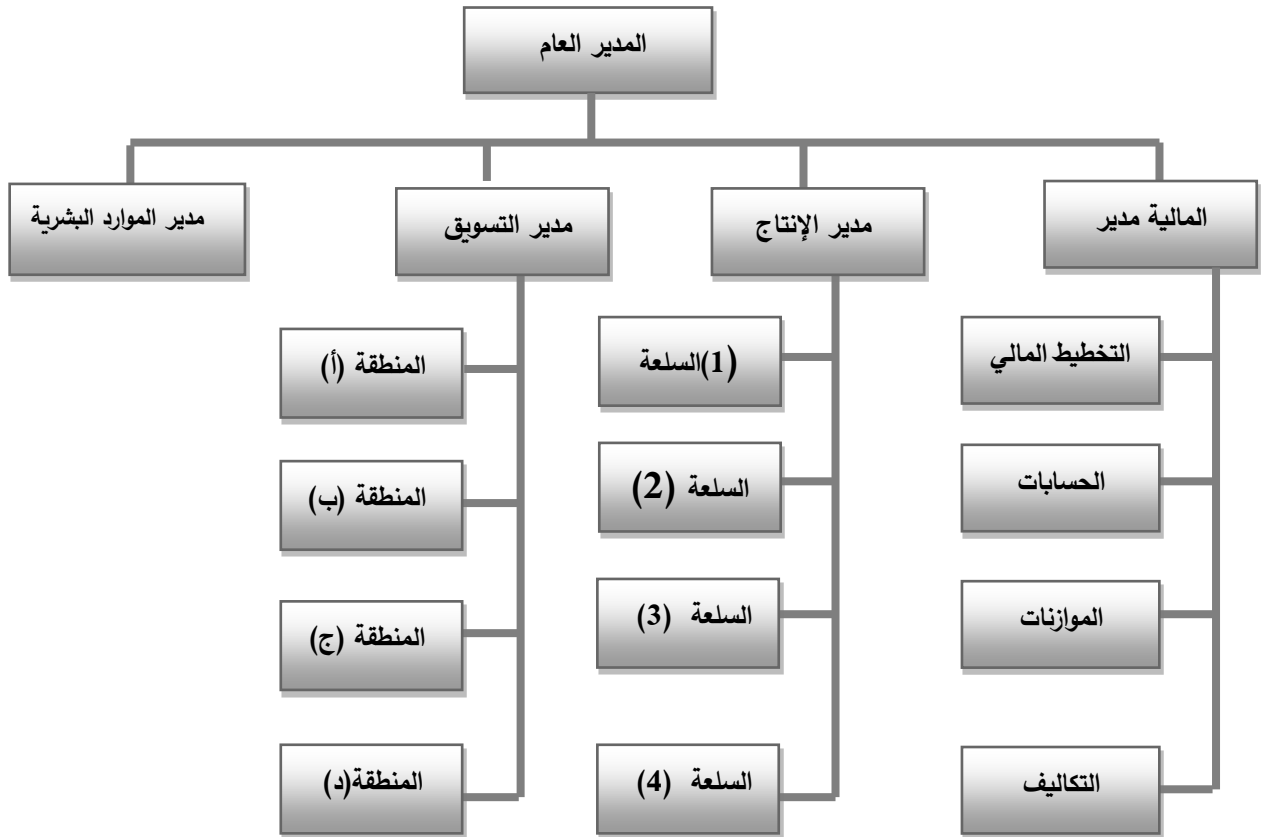 المدير العام
المالية مدير
مدير الإنتاج
مدير التسويق
مدير الموارد البشرية
التخطيط المالي
(1)السلعة
المنطقة (أ)
الحسابات
السلعة (2)
المنطقة (ب)
الموازنات
السلعة (3)
المنطقة (ج)
التكاليف
السلعة (4)
المنطقة(د)